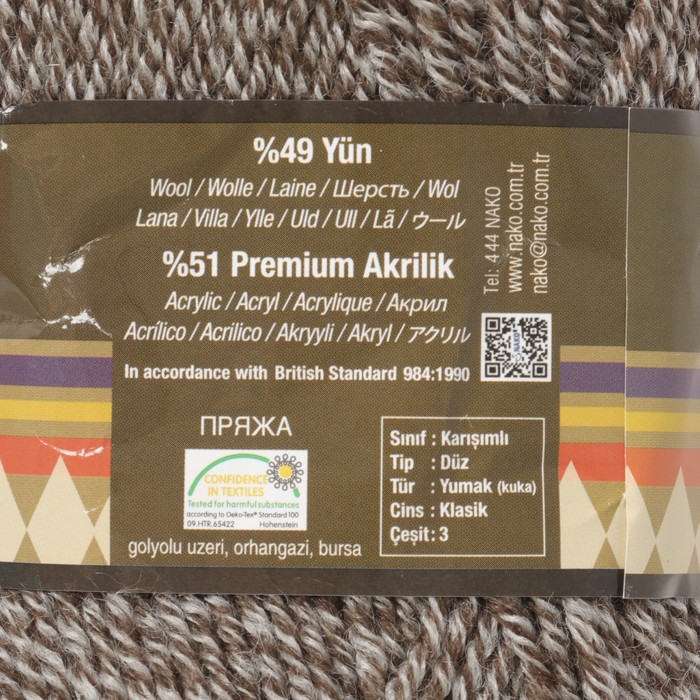 %49 Yün
Wool / Wolle / Laine / Шерсть / Wol
Lana / Villa / Ylle / Uld / Ull / Lã / ウール
%51 Premium Akrilik
Acrylic / Acryl / Acrylique / Акрил
Acrílico / Acrilico / Akryyli / Akryl / アクリル
In accordance with British Standard 984:1990
Tel: 444 NAKO
www.nako.com.tr
nako@nako.com.tr
NAKO
ПРЯЖА
CONFIDENCE
IN TEXTILES
Tested for harmful substances
according to Oeko-Tex® Standard 100
09.HTR.65422 Hohenstein
golyolu uzeri, orhangazi, bursa
Sınıf : Karışımlı
Tip : Düz
Tür : Yumak (kuka)
Cins : Klasik
Çeşit : 3